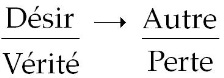 Désir → Autre
Vérité Perte